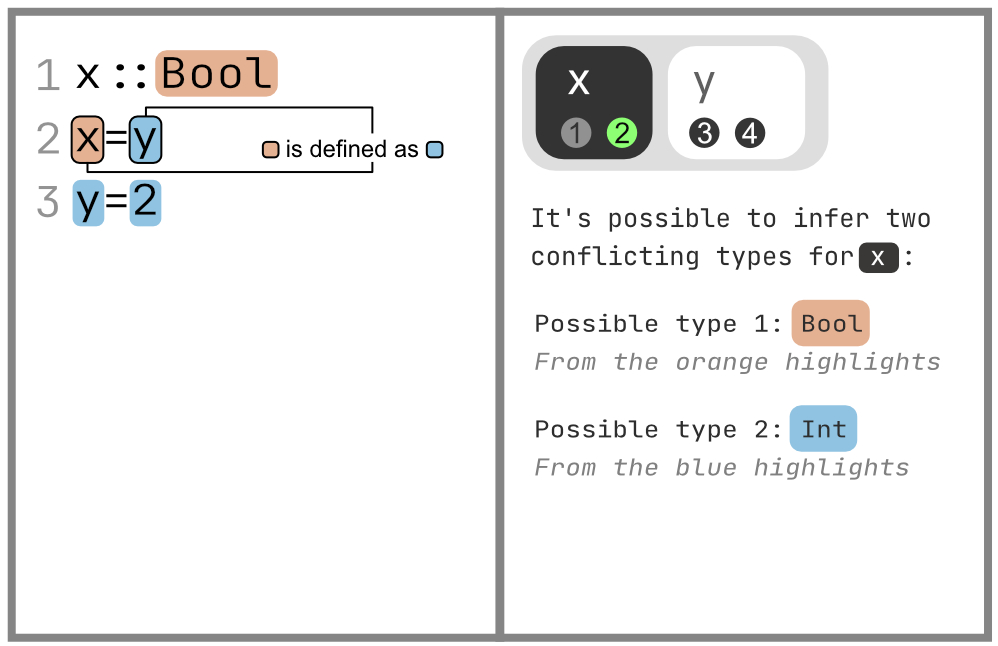 1 x::Bool
2 x=y
is defined as
3 y=2
x y
1 2 3 4
It's possible to infer two
conflicting types for x :
Possible type 1: Bool
From the orange highlights
Possible type 2: Int
From the blue highlights